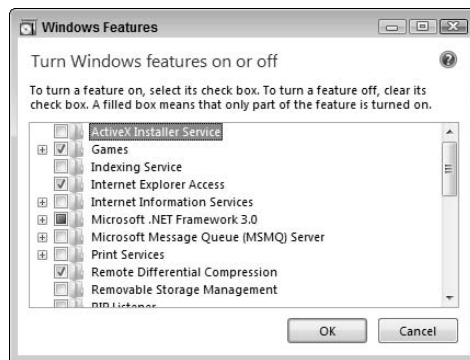 Windows Features
Turn Windows features on or off
To turn a feature on, select its check box. To turn a feature off, clear its
check box. A filled box means that only part of the feature is turned on.
ActiveX Installer Service
Games
Indexing Service
Internet Explorer Access
Internet Information Services
Microsoft .NET Framework 3.0
Microsoft Message Queue (MSMQ) Server
Print Services
Remote Differential Compression
Removable Storage Management
RIP Listener
OK Cancel